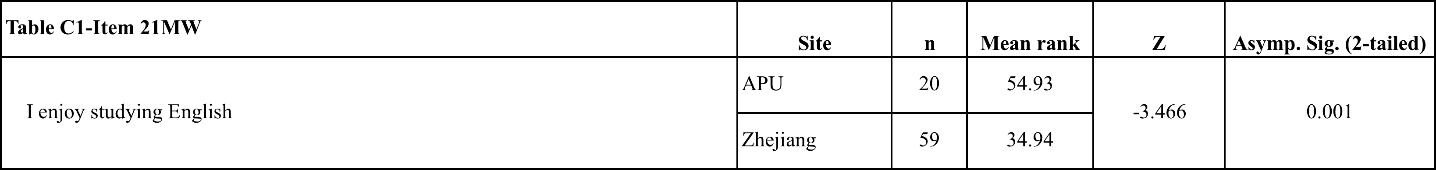 Table C1-Item 21MW
Site n Mean rank Z Asymp. Sig. (2-tailed)
I enjoy studying English
APU 20 54.93
-3.466 0.001
Zhejiang 59 34.94